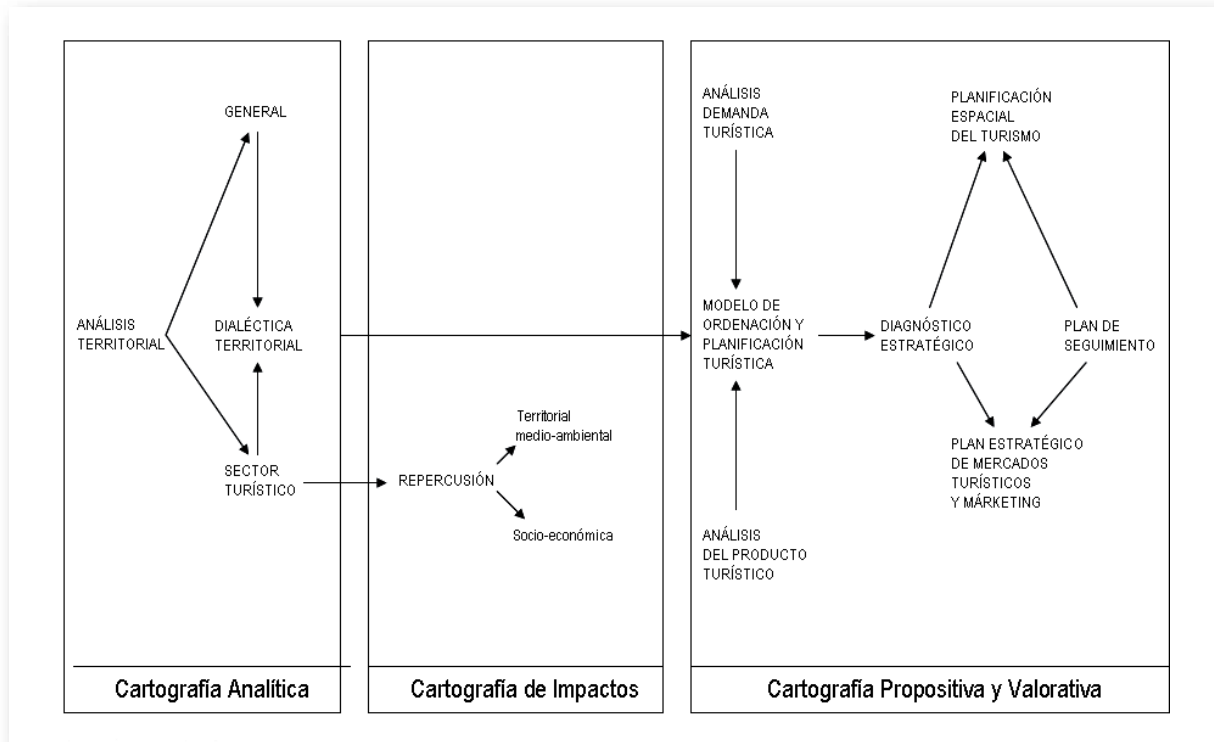 GENERAL
ANÁLISIS
TERRITORIAL
DIALÉCTICA
TERRITORIAL
SECTOR
TURÍSTICO
Cartografía Analítica
REPERCUSIÓN
Territorial
medio-ambiental
Socio-económica
Cartografía de Impactos
ANÁLISIS
DEMANDA
TURÍSTICA
MODELO DE
ORDENACIÓN Y
PLANIFICACIÓN
TURÍSTICA
ANÁLISIS
DEL PRODUCTO
TURÍSTICO
DIAGNÓSTICO
ESTRATÉGICO
PLANIFICACIÓN
ESPACIAL
DEL TURISMO
PLAN DE
SEGUIMIENTO
PLAN ESTRATÉGICO
DE MERCADOS
TURÍSTICOS
Y MÁRKETING
Cartografía Propositiva y Valorativa